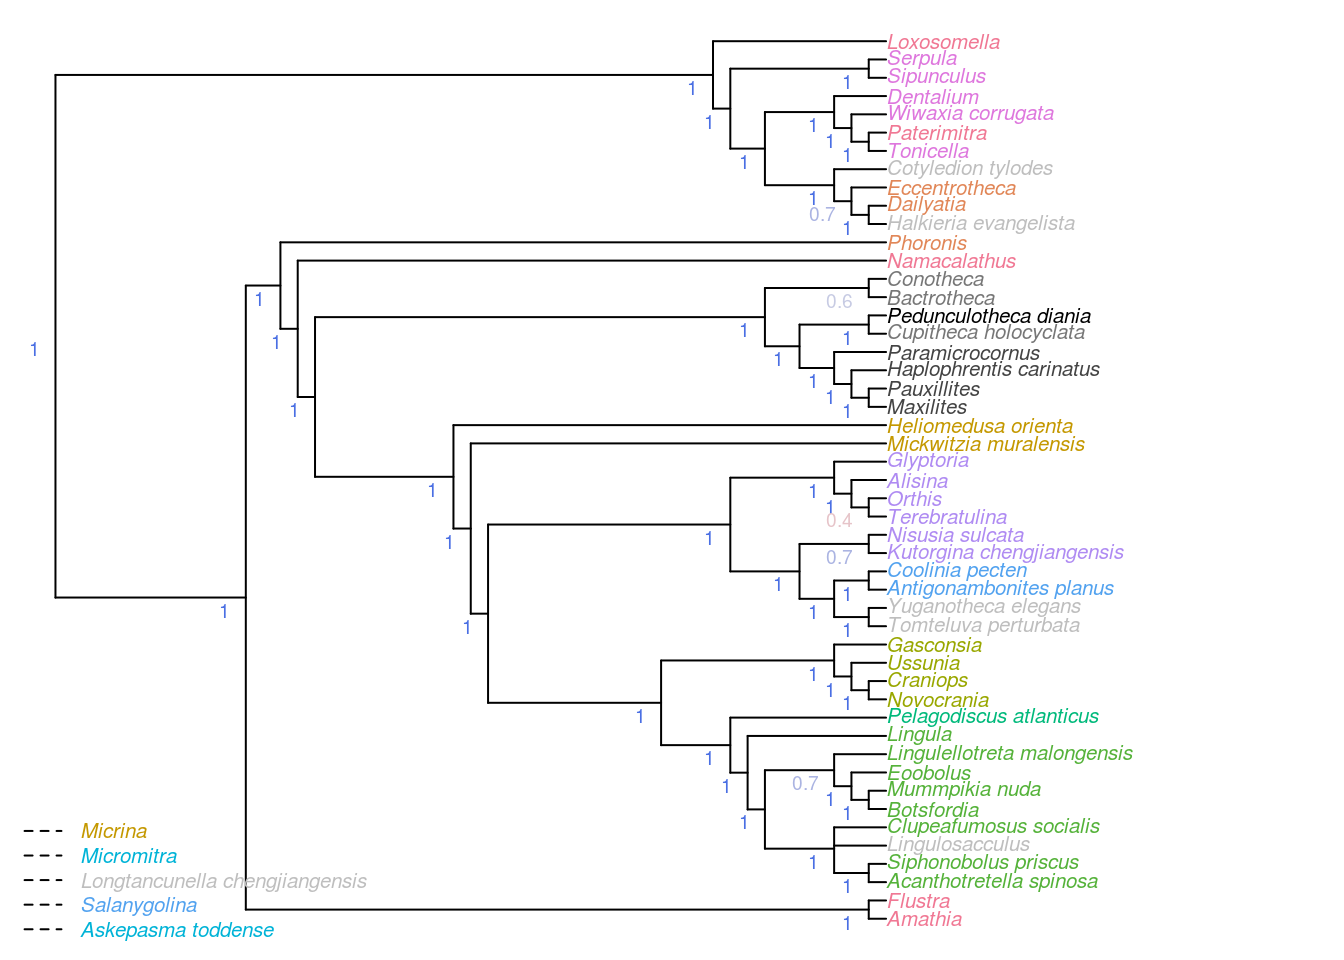 Loxosomella
Serpula
Sipunculus
1
1
1
Dentalium
Wiwaxia corrugata
1
Paterimitra
1
Tonicella
1
1
Cotyledion tylodes
Eccentrotheca
1
Dailyatia
0.7
Halkieria evangelista
1
Phoronis
Namacalathus
Conotheca
1
Bactrotheca
0.6
Pedunculotheca diania
Cupitheca holocyclata
1
1
1
1
Paramicrocornus
1
Haplophrentis carinatus
1
Pauxillites
1
Maxilites
1
1
Heliomedusa orienta
Mickwitzia muralensis
Glyptoria
Alisina
1
1
Orthis
1
Terebratulina
0.4
Nisusia sulcata
1
1
Kutorgina chengjiangensis
0.7
Coolinia pecten
1
Antigonambonites planus
1
Yuganotheca elegans
1
1
Tomteluva perturbata
1
1
Gasconsia
Ussunia
1
Craniops
1
Novocrania
1
Pelagodiscus atlanticus
1
Lingula
Lingulellotreta malongensis
1
Eoobolus
0.7
Mummpikia nuda
1
1
Botsfordia
1
Clupeafumosus socialis
1
Micrina
Lingulosacculus
Micromitra
Siphonobolus priscus
1
Longtancunella chengjiangensis
Acanthotretella spinosa
1
Flustra
Salanygolina
Amathia
1
Askepasma toddense